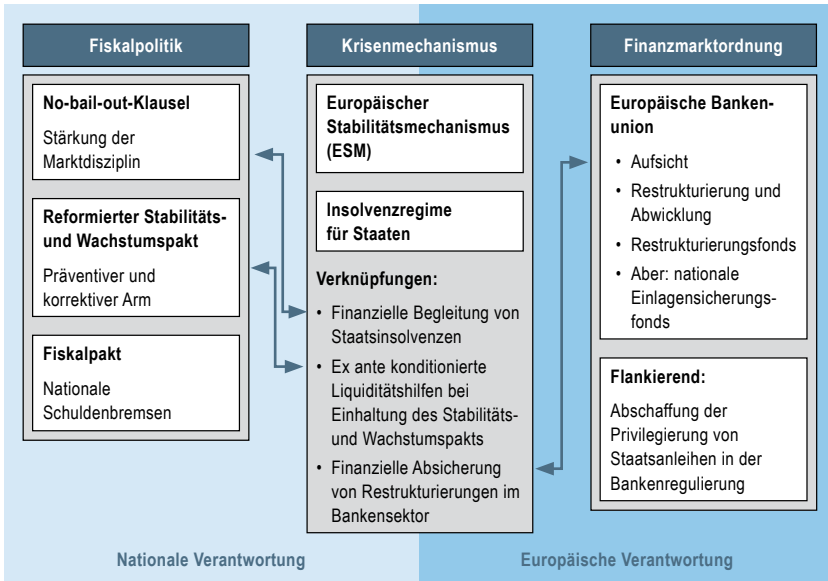 Fiskalpolitik
No-bail-out-Klausel
Stärkung der
Marktdisziplin
Reformierter Stabilitäts-
und Wachstumspakt
Präventiver und
korrektiver Arm
Fiskalpakt
Nationale
Schuldenbremsen
Krisenmechanismus
Europäischer
Stabilitätsmechanismus
(ESM)
Insolvenzregime
für Staaten
Verknüpfungen:
• Finanzielle Begleitung von
Staatsinsolvenzen
• Ex ante konditionierte
Liquiditätshilfen bei
Einhaltung des Stabilitäts-
und Wachstumspakts
• Finanzielle Absicherung
von Restrukturierungen im
Bankensektor
Finanzmarktordnung
Europäische Banken-
union
• Aufsicht
• Restrukturierung und
Abwicklung
• Restrukturierungsfonds
• Aber: nationale
Einlagensicherungs-
fonds
Flankierend:
Abschaffung der
Privilegierung von
Staatsanleihen in der
Bankenregulierung
Nationale Verantwortung
Europäische Verantwortung